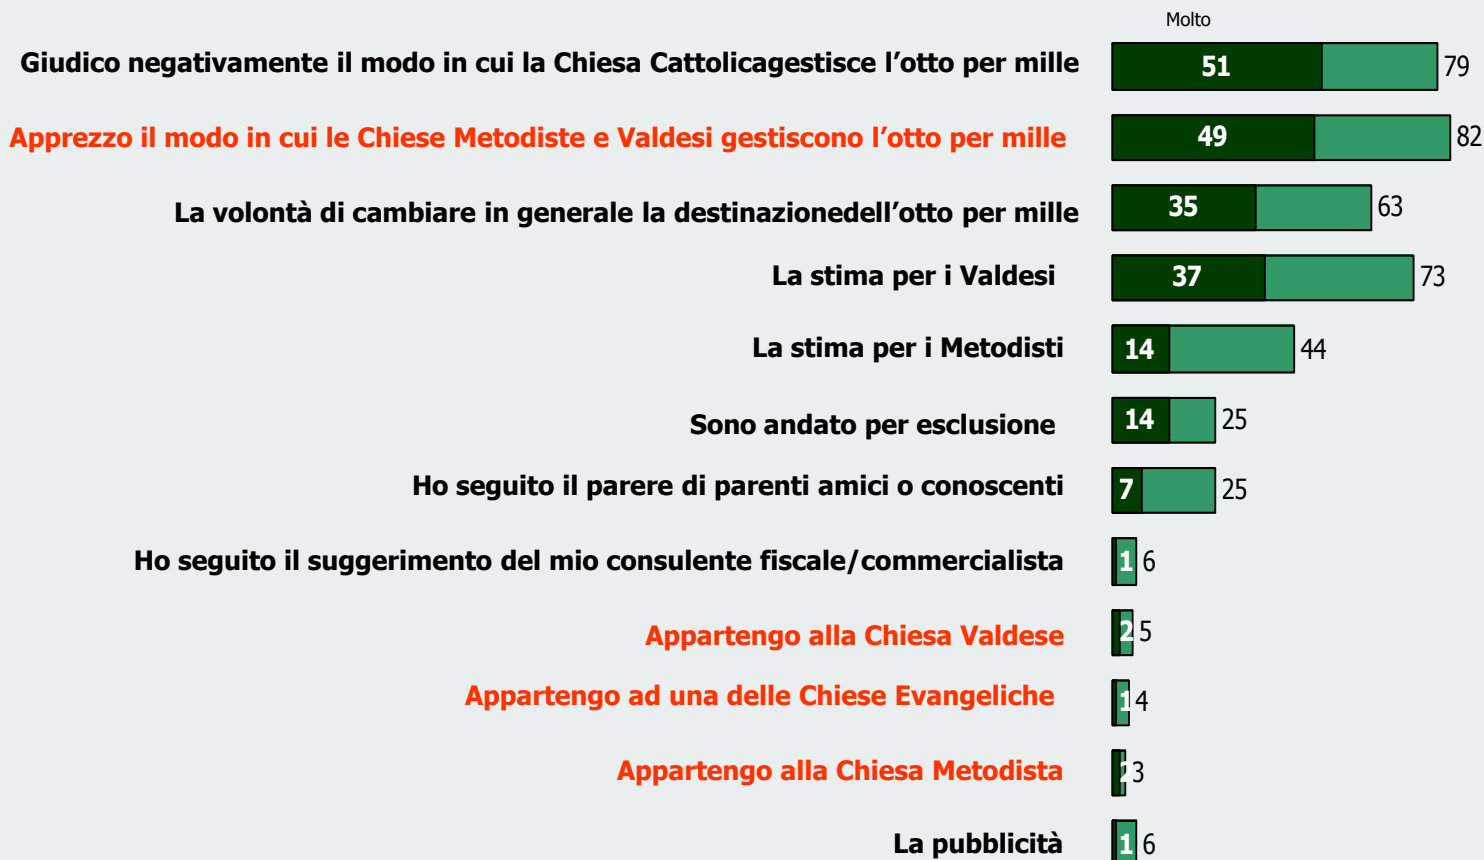 Molto
Giudico negativamente il modo in cui la Chiesa Cattolicagestisce l’otto per mille 51 79
Apprezzo il modo in cui le Chiese Metodiste e Valdesi gestiscono l’otto per mille 49 82
La volontà di cambiare in generale la destinazionedell’otto per mille 35 63
La stima per i Valdesi 37 73
La stima per i Metodisti 14 44
Sono andato per esclusione 14 25
Ho seguito il parere di parenti amici o conoscenti 7 25
Ho seguito il suggerimento del mio consulente fiscale/commercialista 1 6
Appartengo alla Chiesa Valdese 2 5
Appartengo ad una delle Chiese Evangeliche 1 4
Appartengo alla Chiesa Metodista 2 3
La pubblicità 1 6